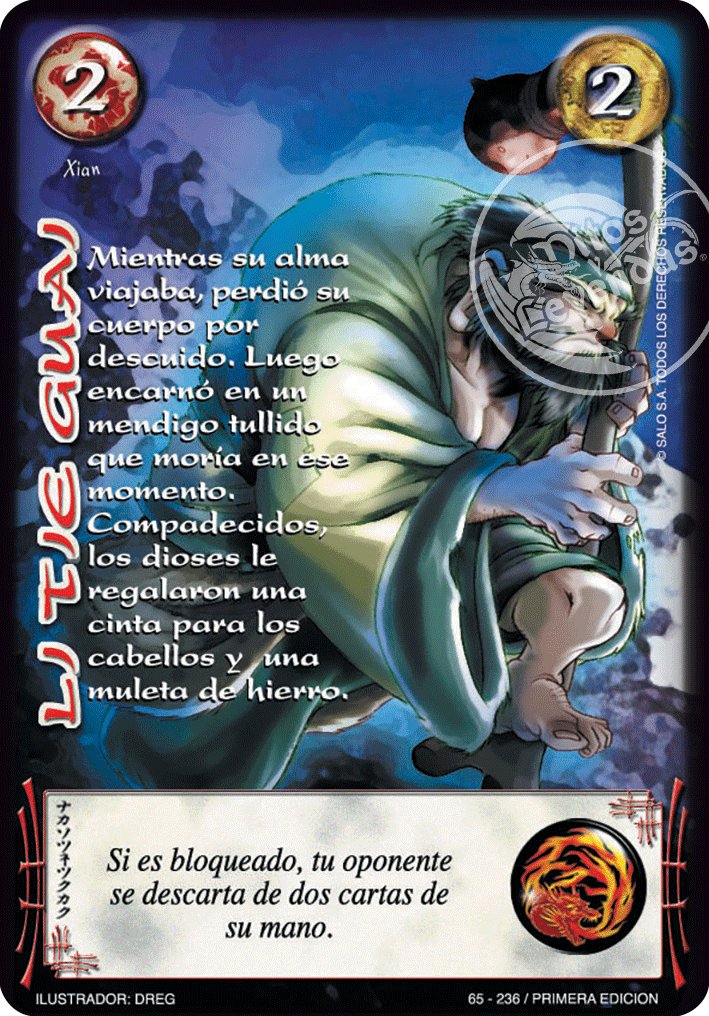 2
2
Xian
Mitos
y
Leyendas®
LI TIE GUAI
Mientras su alma
viajaba, perdió su
cuerpo por
descuido. Luego
encarnó en un
mendigo tullido
que moría en ese
momento.
Compadecidos,
los dioses le
regalaron una
cinta para los
cabellos y una
muleta de hierro.
© SALO S.A. TODOS LOS DERECHOS RESERVADOS
ナカソツネツクカク
Si es bloqueado, tu oponente
se descarta de dos cartas de
su mano.
ILUSTRADOR: DREG
65 - 236 / PRIMERA EDICION